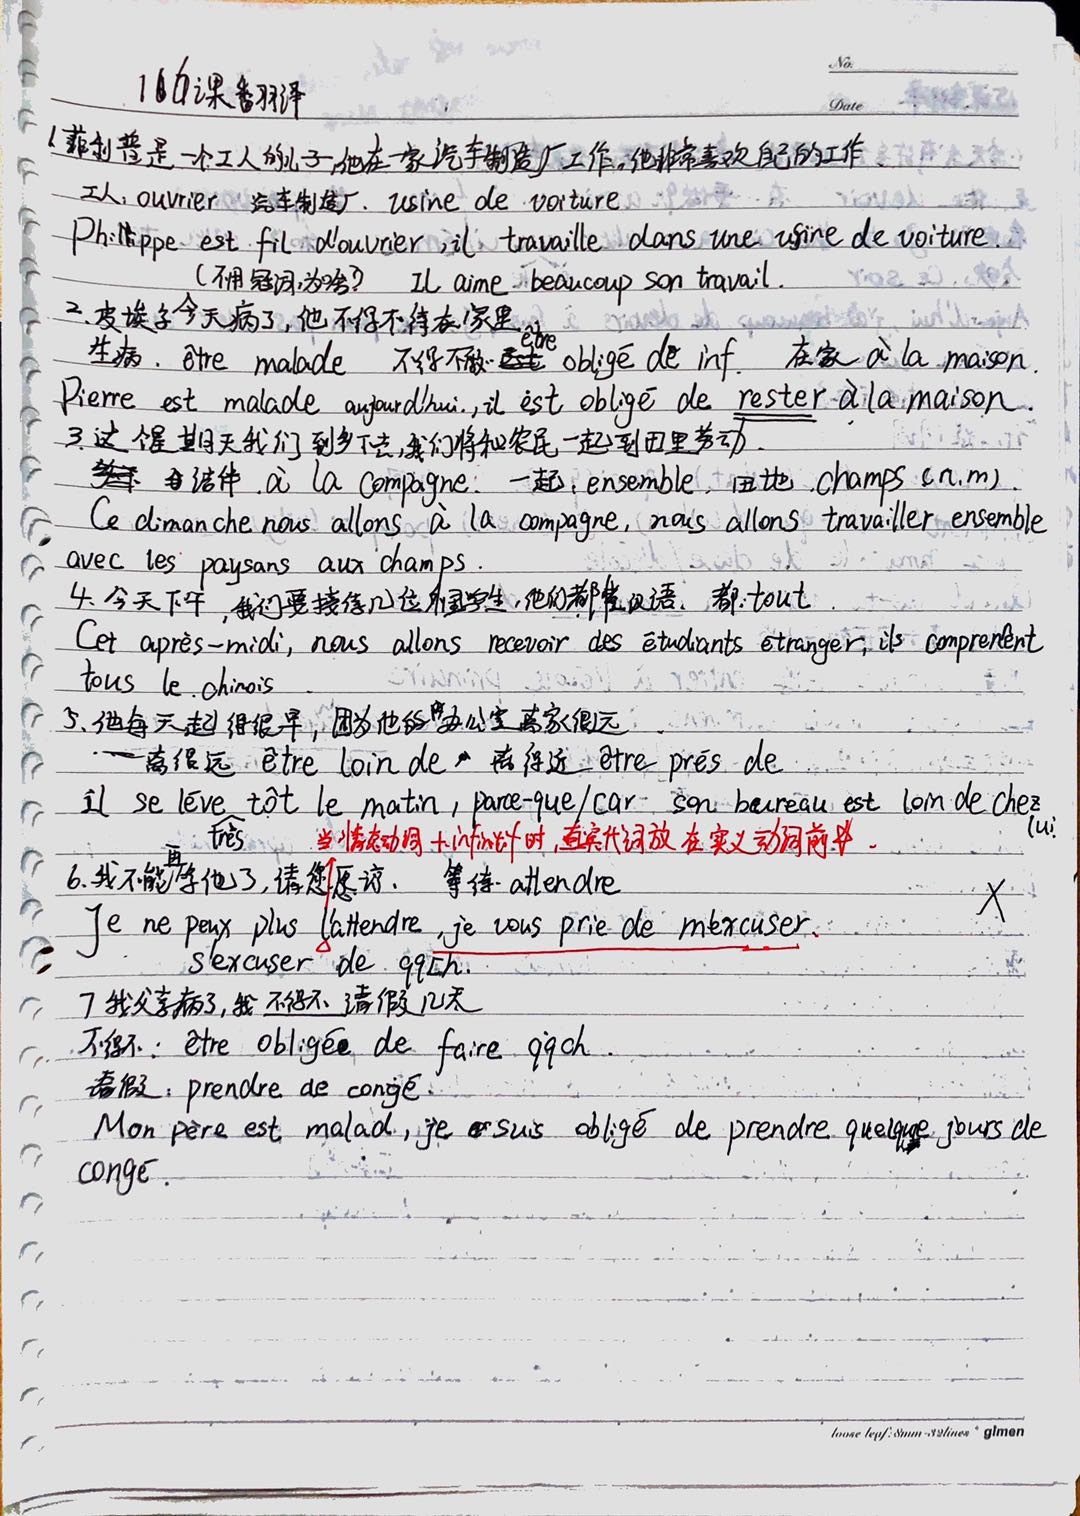 No.
16课翻译
Date
1.菲利普是一个工人的儿子,他在一家汽车制造厂工作。他非常喜欢自己的工作
工人: ouvrier 汽车制造厂. usine de voiture
Philippe est fil d'ouvrier, il travaille dans une usine de voiture.
(不用冠词,为啥?) Il aime beaucoup son travail.
2.皮埃尔今天病了,他不得不待在家里.
生病. être malade 不得不做. être obligé de inf. 在家 à la maison.
Pierre est malade aujourd'hui., il est obligé de rester à la maison.
3.这个星期天我们到乡下去,我们将和农民一起到田里劳动.
à la compagne: 一起: ensemble. 田地. champs (n.m).
Ce dimanche nous allons à la compagne, nous allons travailler ensemble
avec les paysans aux champs.
4.今天下午,我们要接待几位外国学生,他们都懂汉语. 都:tout
Cet après-midi, nous allons recevoir des étudiants étranger, ils comprenent
tous le chinois
5.他每天起得很早,因为他的办公室离家很远.
离得远 être loin de 离得近 être prés de
il se lève tôt le matin, parce-que/car son bureau est loin de chez
lui
très 当情态动词+infinitif时,直宾代词放在实义动词前.
6.我不能再等他了,请您原谅. 等待. attendre
X
Je ne peux plus l'attendre, je vous prie de m'excuser.
s'excuser de qqch.
7 我父亲病了,我不得不请假几天
不得不: être obligée de faire qqch.
请假: prendre de congé.
Mon père est malad, je suis obligé de prendre quelque jours de
congé.
loose leaf: 8mm-32lines * glmen